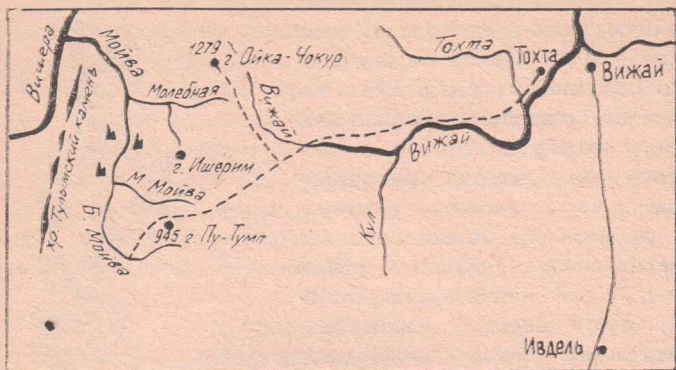 Вишера
Мойва
1279
г. Ойка-Чокур
Тохта
Тохта
Вижай
Молебная
Вижай
хр. Тулымский камень
г. Ишерим
Вижай
М. Мойва
Кул
Б. Мойва
945 г. Пу-Тумп
Ивдель